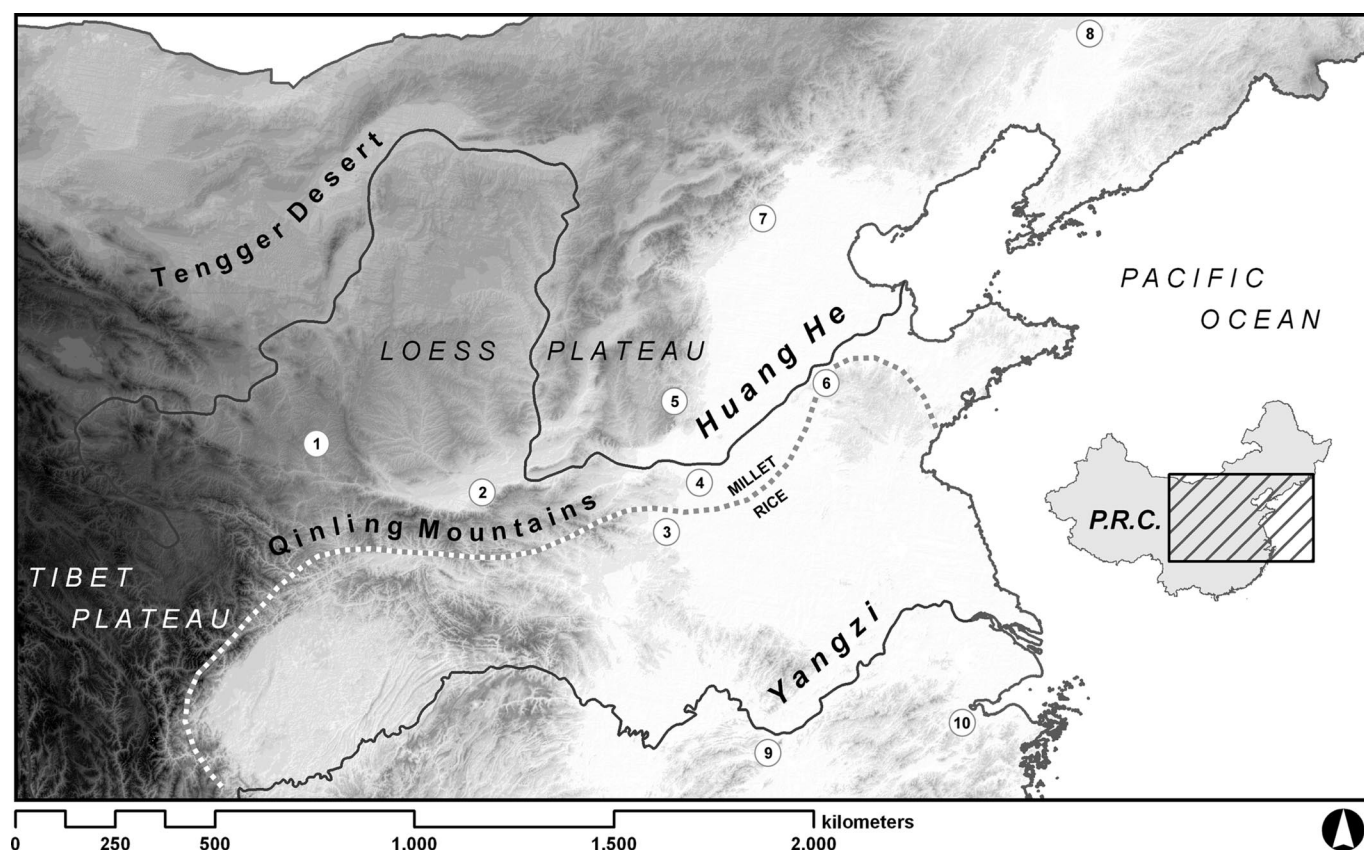 8
Tengger Desert
7
PACIFIC
OCEAN
Huang He
LOESS PLATEAU
6
5
1
MILLET
RICE
4
2
Qinling Mountains
3
P.R.C.
TIBET
PLATEAU
Yangzi
10
9
kilometers
0 250 500 1,000 1,500 2,000